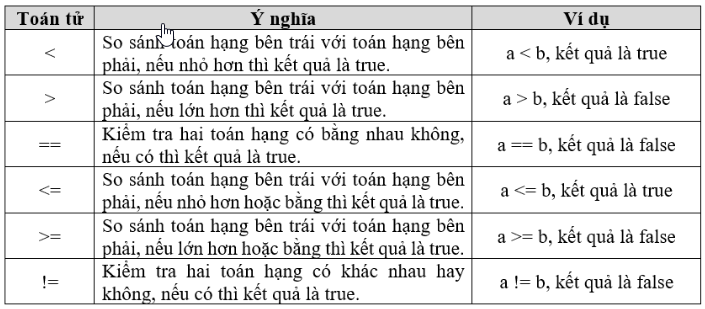 Toán tử Ý nghĩa Ví dụ
< So sánh toán hạng bên trái với toán hạng bên phải, nếu nhỏ hơn thì kết quả là true. a < b, kết quả là true
> So sánh toán hạng bên trái với toán hạng bên phải, nếu lớn hơn thì kết quả là true. a > b, kết quả là false
== Kiểm tra hai toán hạng có bằng nhau không, nếu có thì kết quả là true. a == b, kết quả là false
<= So sánh toán hạng bên trái với toán hạng bên phải, nếu nhỏ hơn hoặc bằng thì kết quả là true. a <= b, kết quả là true
>= So sánh toán hạng bên trái với toán hạng bên phải, nếu lớn hơn hoặc bằng thì kết quả là true. a >= b, kết quả là false
!= Kiểm tra hai toán hạng có khác nhau hay không, nếu có thì kết quả là true. a != b, kết quả là false